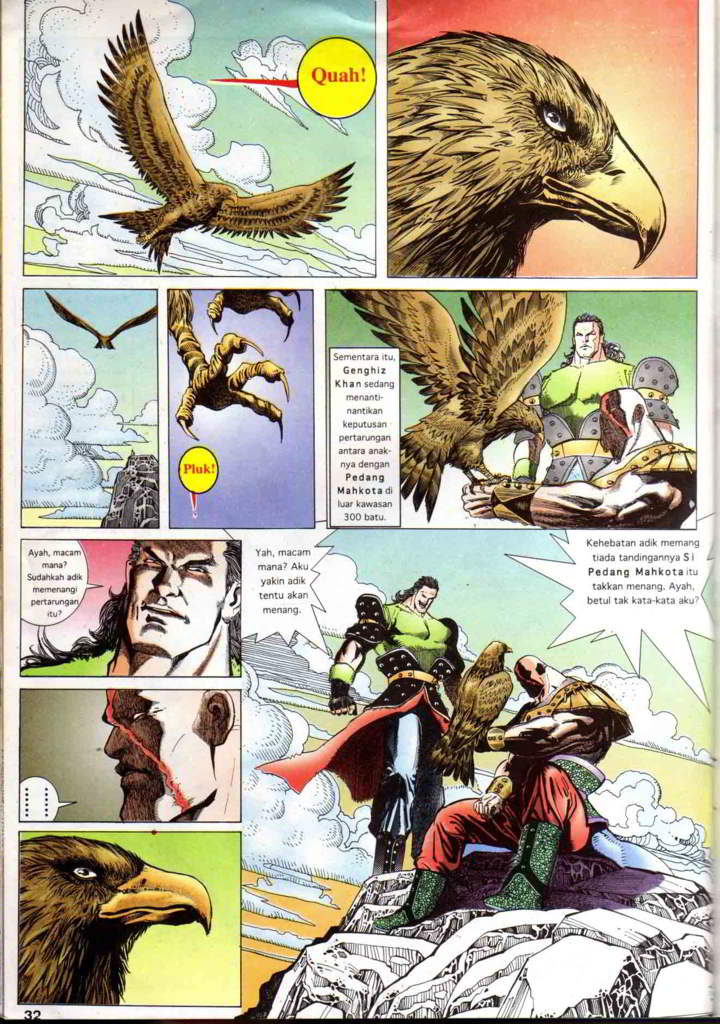 Quah!
Pluk!
Sementara itu,
Genghiz
Khan sedang
menanti-
nantikan
keputusan
pertarungan
antara anak-
nya dengan
Pedang
Mahkota di
luar kawasan
300 batu.
Ayah, macam
mana?
Sudahkah adik
memenangi
pertarungan
itu?
Yah, macam
mana? Aku
yakin adik
tentu akan
menang.
Kehebatan adik memang
tiada tandingannya Si
Pedang Mahkota itu
takkan menang. Ayah,
betul tak kata-kata aku?
32